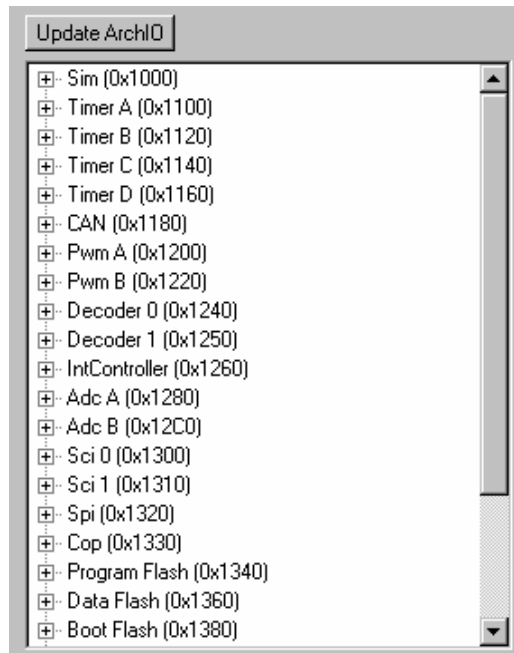 Update ArchIO
Sim (0x1000)
Timer A (0x1100)
Timer B (0x1120)
Timer C (0x1140)
Timer D (0x1160)
CAN (0x1180)
Pwm A (0x1200)
Pwm B (0x1220)
Decoder 0 (0x1240)
Decoder 1 (0x1250)
IntController (0x1260)
Adc A (0x1280)
Adc B (0x12C0)
Sci 0 (0x1300)
Sci 1 (0x1310)
Spi (0x1320)
Cop (0x1330)
Program Flash (0x1340)
Data Flash (0x1360)
Boot Flash (0x1380)